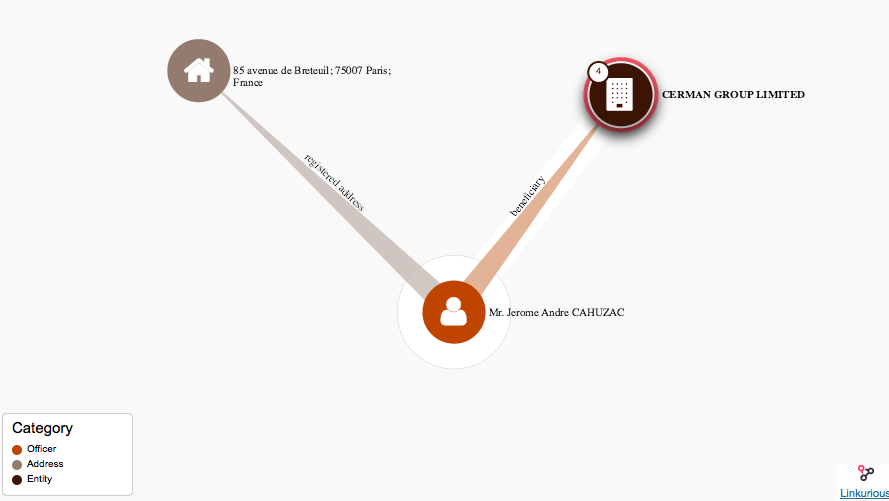 85 avenue de Breteuil; 75007 Paris;
France
4
CERMAN GROUP LIMITED
registered address
beneficiary
Mr. Jerome Andre CAHUZAC
Category
Officer
Address
Entity
Linkurious